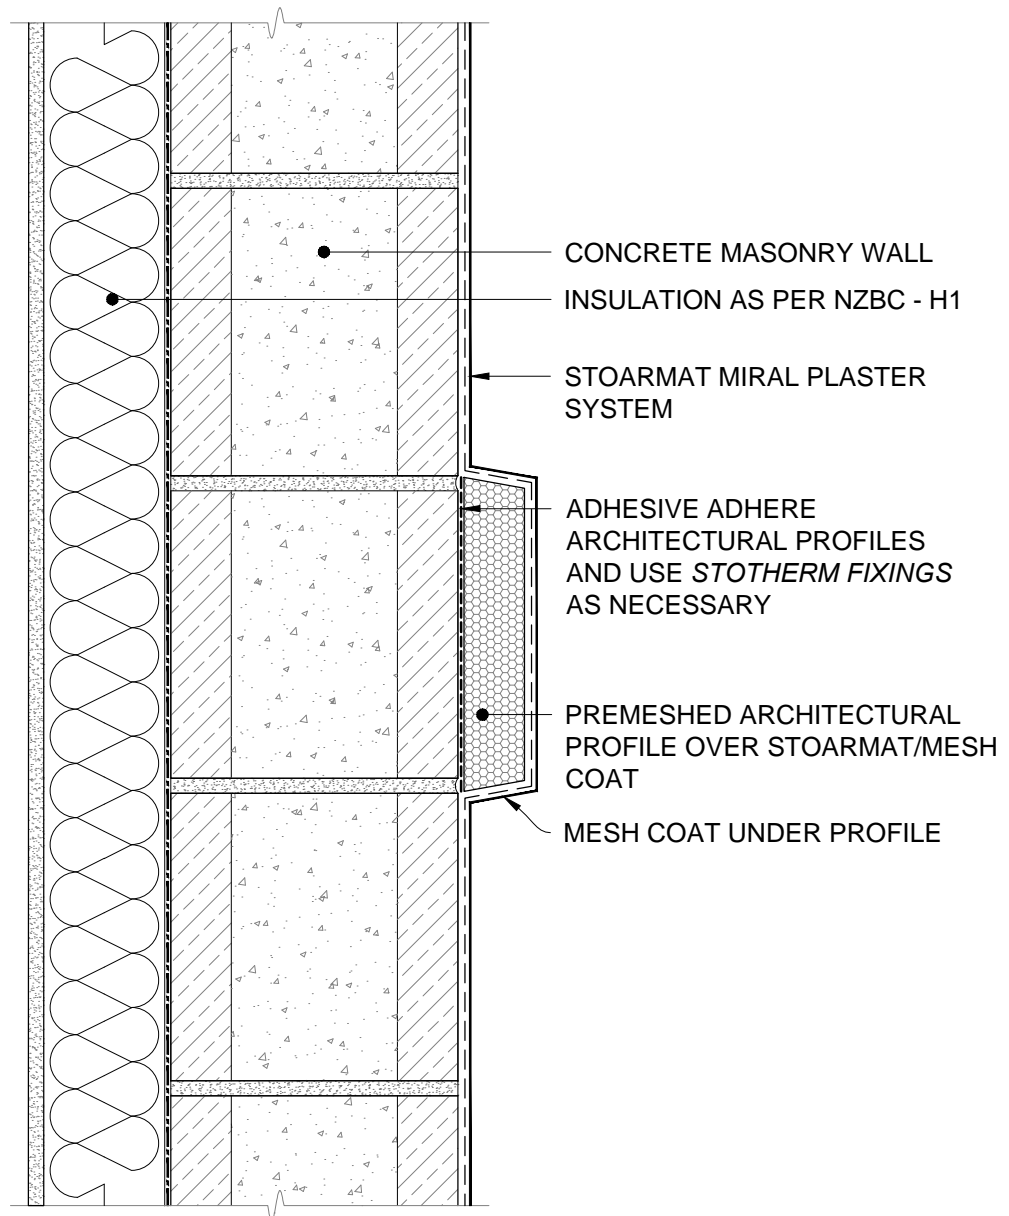 CONCRETE MASONRY WALL
INSULATION AS PER NZBC - H1
STOARMAT MIRAL PLASTER
SYSTEM
ADHESIVE ADHERE
ARCHITECTURAL PROFILES
AND USE STOTHERM FIXINGS
AS NECESSARY
PREMESHED ARCHITECTURAL
PROFILE OVER STOARMAT/MESH
COAT
MESH COAT UNDER PROFILE